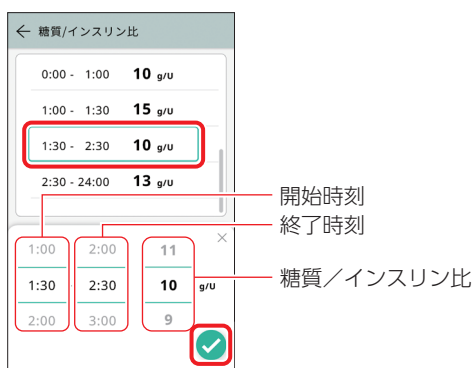 ← 糖質/インスリン比
0:00 - 1:00 10 g/U
1:00 - 1:30 15 g/U
1:30 - 2:30 10 g/U
2:30 - 24:00 13 g/U
開始時刻
終了時刻
×
1:00 2:00 11
1:30 2:30 10 g/U
糖質／インスリン比
2:00 3:00 9